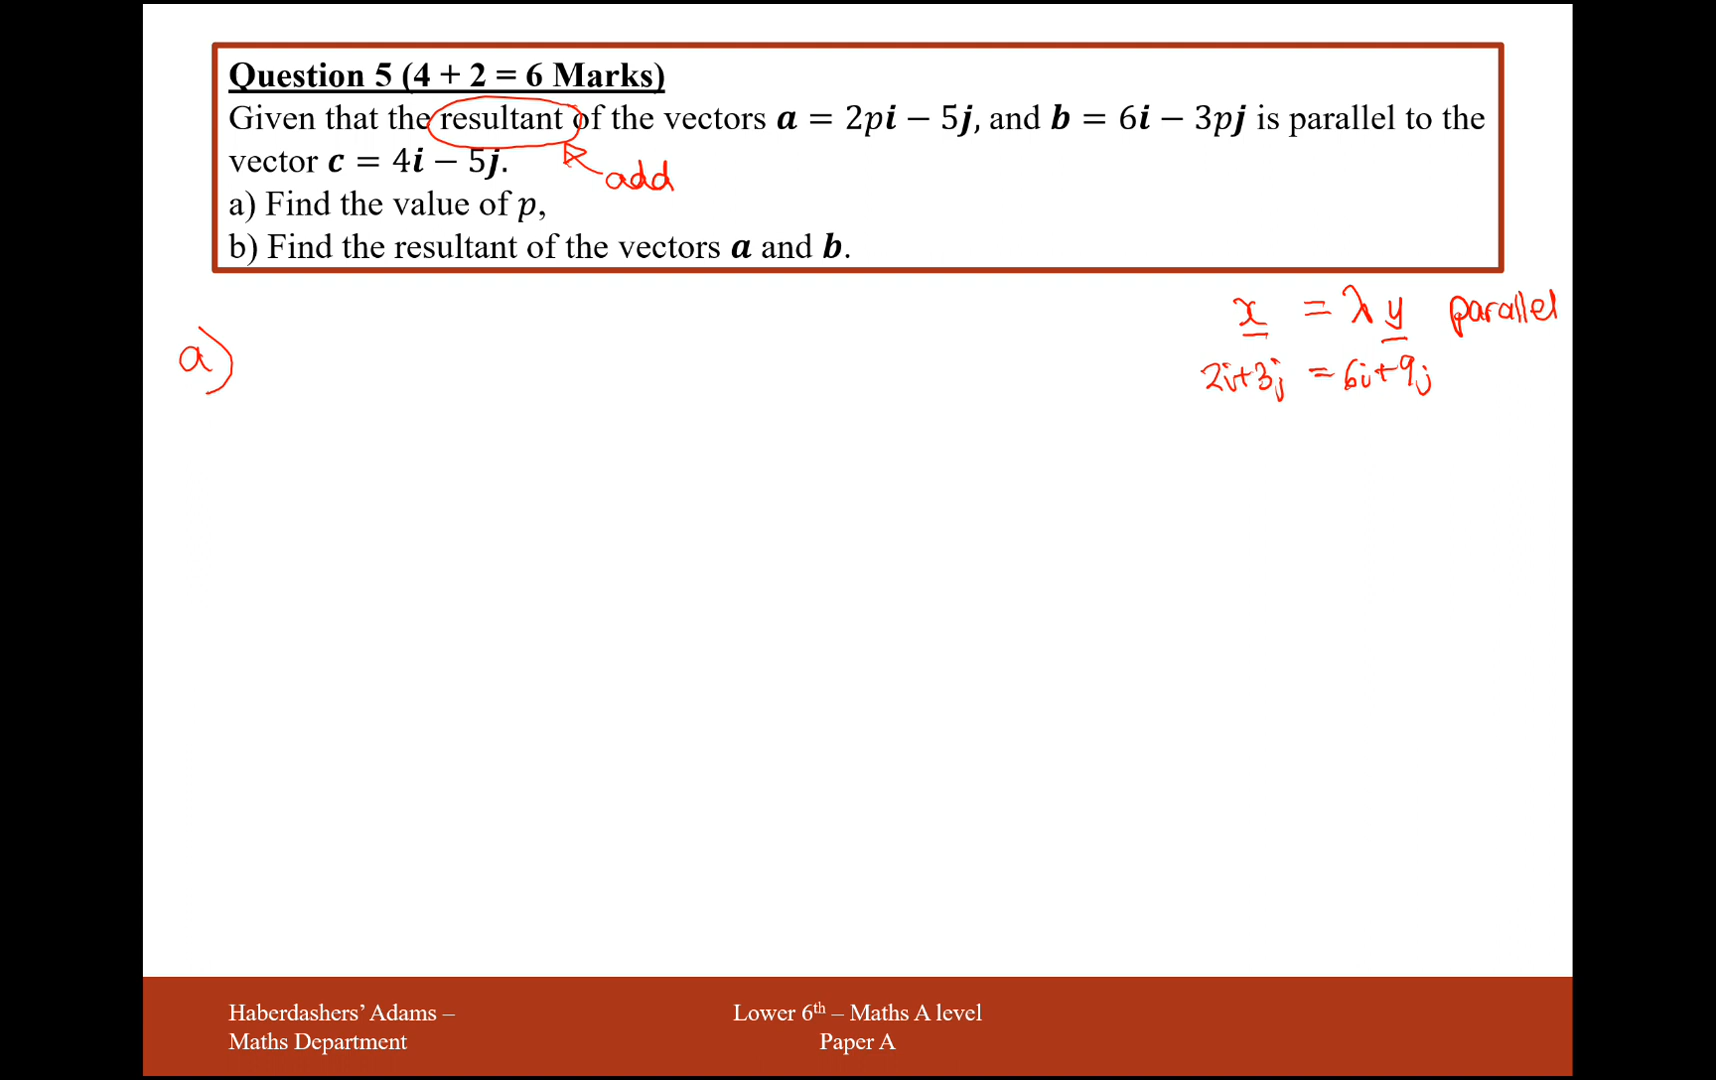 Question 5 (4 + 2 = 6 Marks)
Given that the resultant of the vectors a = 2pi − 5j, and b = 6i − 3pj is parallel to the
vector c = 4i − 5j.
add
a) Find the value of p,
b) Find the resultant of the vectors a and b.
x = λy parallel
2i+3j = 6i+9j
a)
Haberdashers’ Adams –
Maths Department
Lower 6th – Maths A level
Paper A